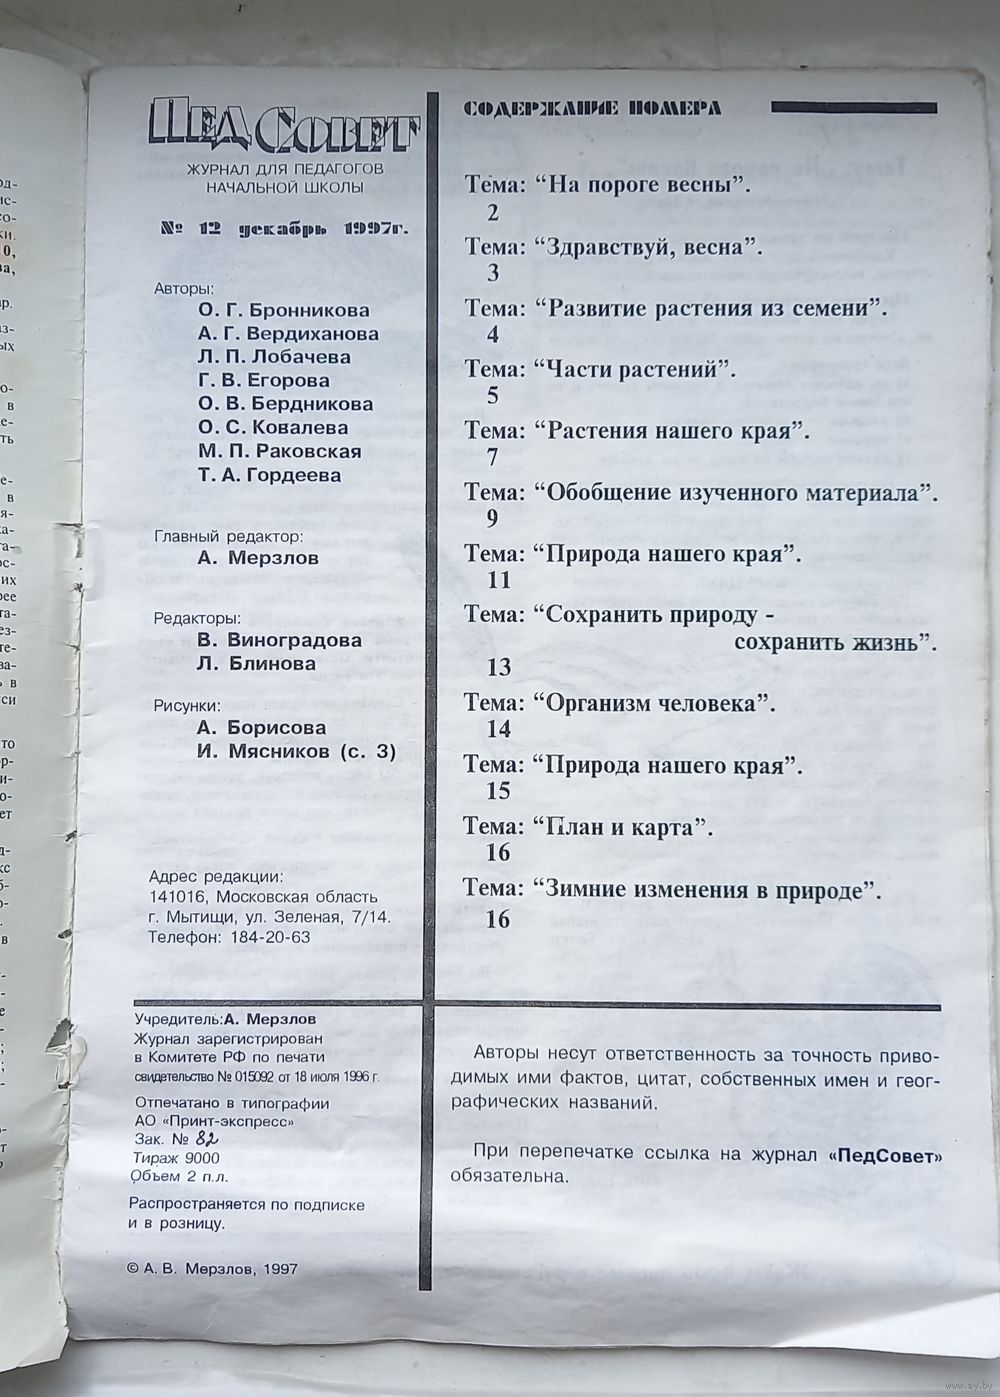 ПедСовет
ЖУРНАЛ ДЛЯ ПЕДАГОГОВ
НАЧАЛЬНОЙ ШКОЛЫ
№ 12 декабрь 1997г.
Авторы:
О. Г. Бронникова
А. Г. Вердиханова
Л. П. Лобачева
Г. В. Егорова
О. В. Бердникова
О. С. Ковалева
М. П. Раковская
Т. А. Гордеева
Главный редактор:
А. Мерзлов
Редакторы:
В. Виноградова
Л. Блинова
Рисунки:
А. Борисова
И. Мясников (с. 3)
Адрес редакции:
141016, Московская область
г. Мытищи, ул. Зеленая, 7/14.
Телефон: 184-20-63
Учредитель:А. Мерзлов
Журнал зарегистрирован
в Комитете РФ по печати
свидетельство № 015092 от 18 июля 1996 г.
Отпечатано в типографии
АО «Принт-экспресс»
Зак. № 82
Тираж 9000
Объем 2 п.л.
Распространяется по подписке
и в розницу.
© А. В. Мерзлов, 1997
СОДЕРЖАНИЕ НОМЕРА
Тема: “На пороге весны”.
2
Тема: “Здравствуй, весна”.
3
Тема: “Развитие растения из семени”.
4
Тема: “Части растений”.
5
Тема: “Растения нашего края”.
7
Тема: “Обобщение изученного материала”.
9
Тема: “Природа нашего края”.
11
Тема: “Сохранить природу -
сохранить жизнь”.
13
Тема: “Организм человека”.
14
Тема: “Природа нашего края”.
15
Тема: “План и карта”.
16
Тема: “Зимние изменения в природе”.
16
Авторы несут ответственность за точность приво-
димых ими фактов, цитат, собственных имен и геог-
рафических названий.
При перепечатке ссылка на журнал «ПедСовет»
обязательна.
www.ay.by